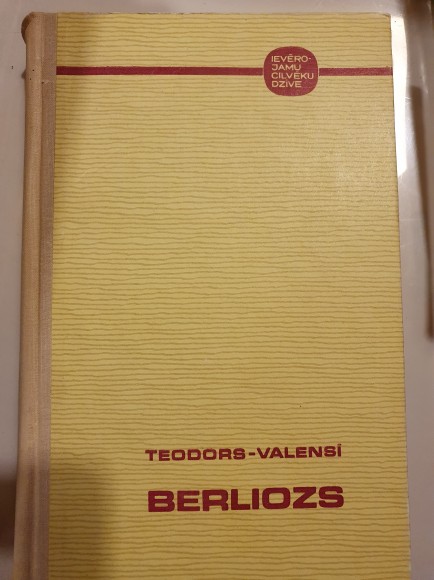 IEVĒRO-
JAMU
CILVĒKU
DZĪVE
TEODORS-VALENSĪ
BERLIOZS